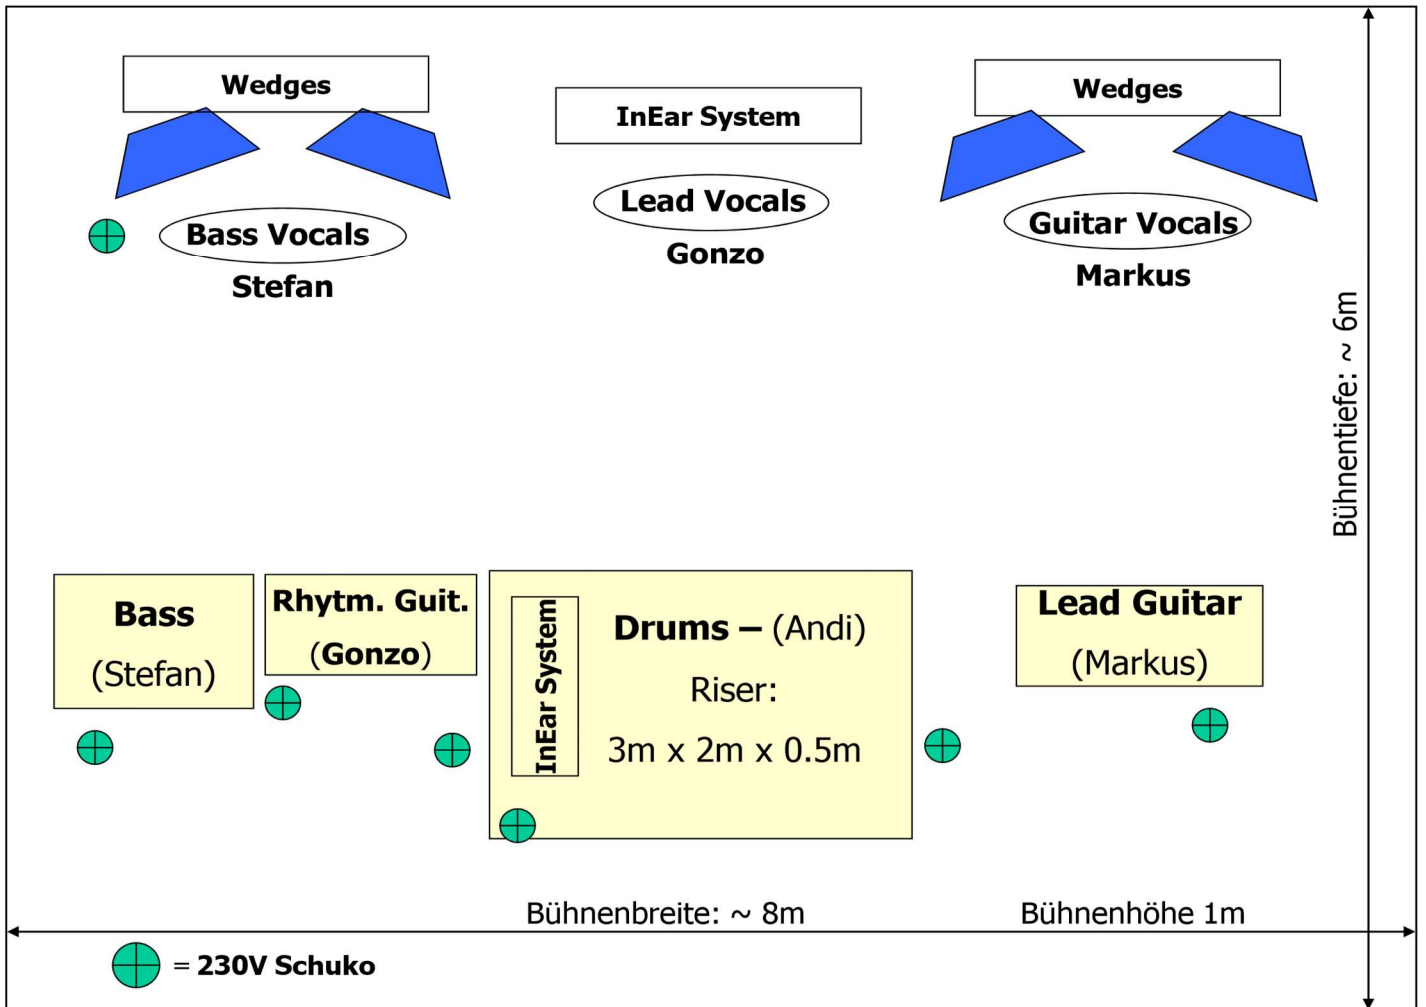 Wedges
InEar System
Wedges
Lead Vocals
Gonzo
Bass Vocals
Stefan
Guitar Vocals
Markus
Bühnentiefe: ~ 6m
Bass
(Stefan)
Rhytm. Guit.
(Gonzo)
InEar System
Drums – (Andi)
Riser:
3m x 2m x 0.5m
Lead Guitar
(Markus)
Bühnenbreite: ~ 8m
Bühnenhöhe 1m
= 230V Schuko